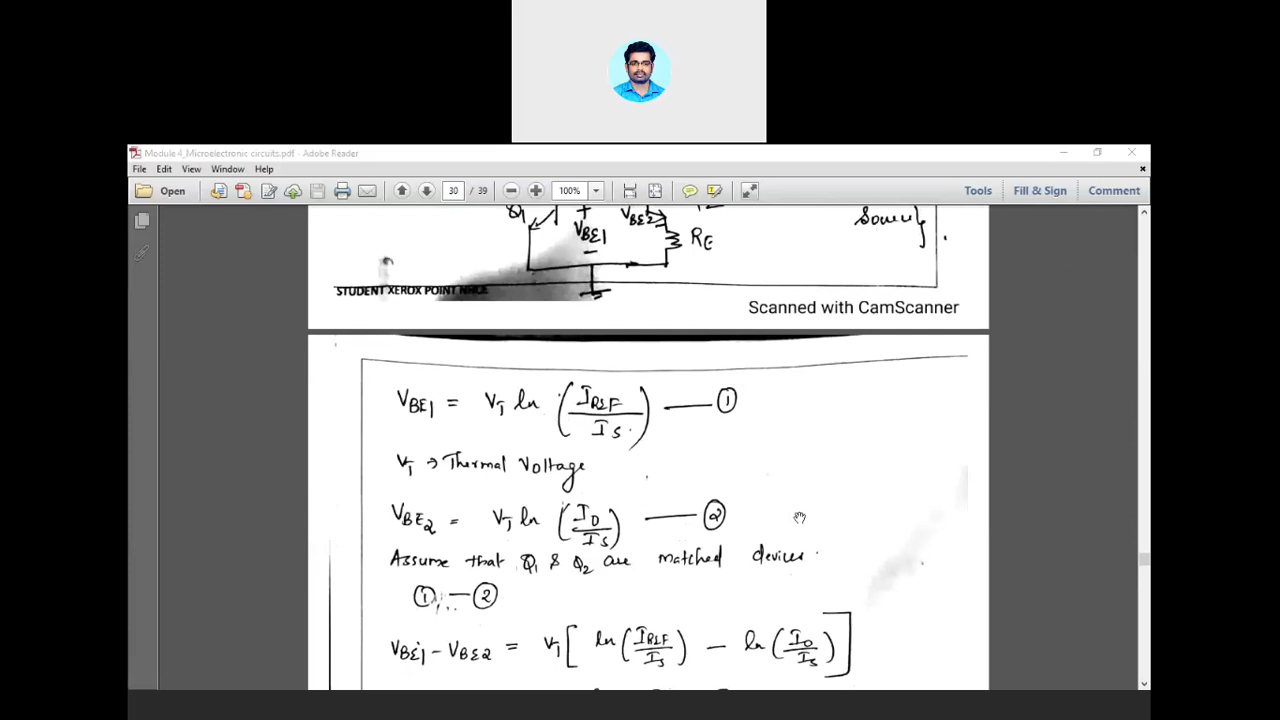 Module 4_Microelectronic circuits.pdf - Adobe Reader
File Edit View Window Help
Open 30 / 39 100% Tools Fill & Sign Comment
Q1 + VBE2
VBE1 RE
−
STUDENT XEROX POINT
Scanned with CamScanner
VBE1 = VT ln (IREF/IS) —— ①
VT → Thermal Voltage
VBE2 = VT ln (IO/IS) —— ②
Assume that Q1 & Q2 are matched devices.
① — ②
VBE1 − VBE2 = VT [ ln (IREF/IS) − ln (IO/IS) ]